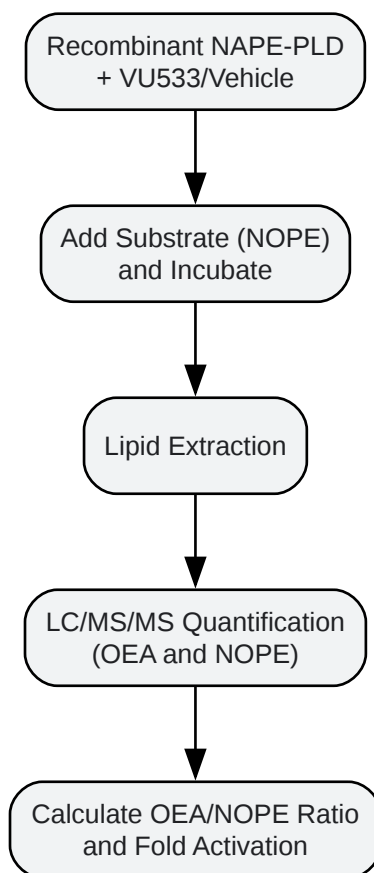 Recombinant NAPE-PLD
+ VU533/Vehicle
Add Substrate (NOPE)
and Incubate
Lipid Extraction
LC/MS/MS Quantification
(OEA and NOPE)
Calculate OEA/NOPE Ratio
and Fold Activation